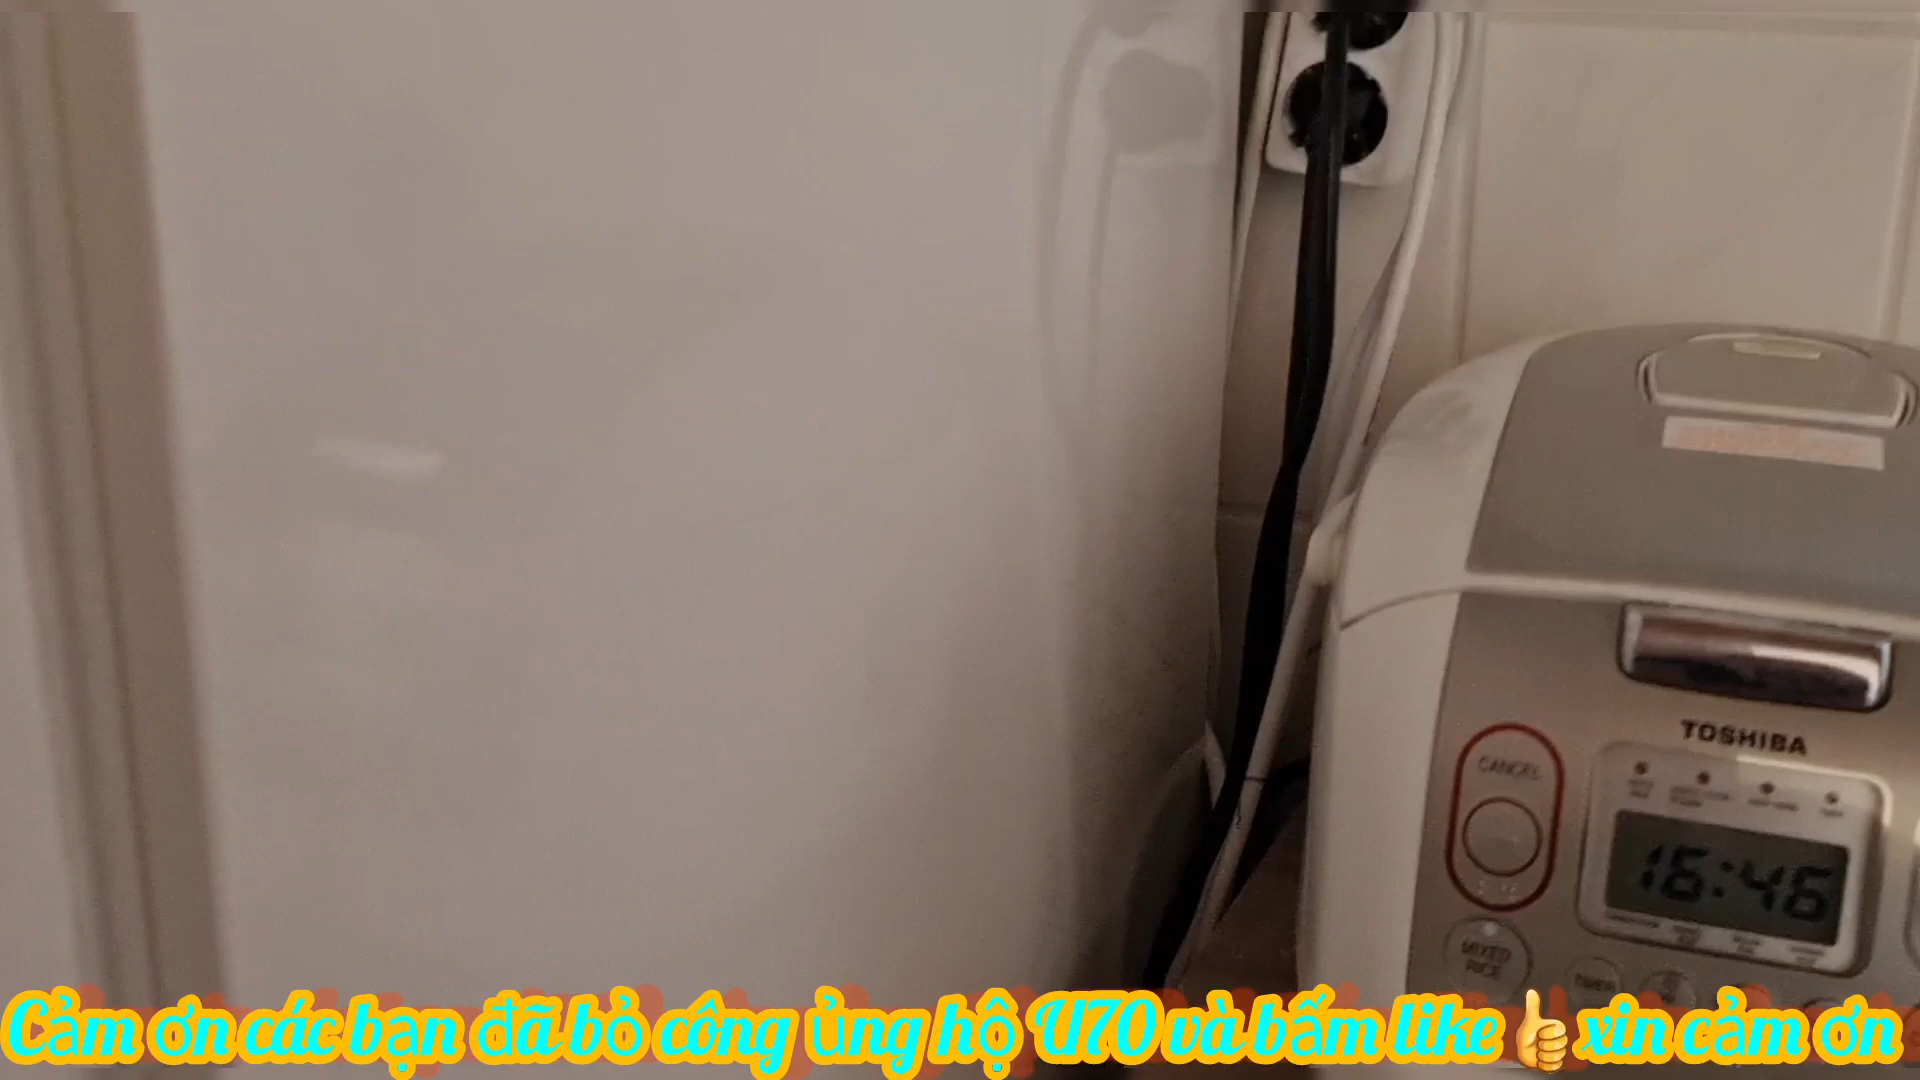 TOSHIBA
CANCEL
16:46
MIXED
RICE
TIMER
Cảm ơn các bạn đã bỏ công ủng hộ U70 và bấm like👍xin cảm ơn